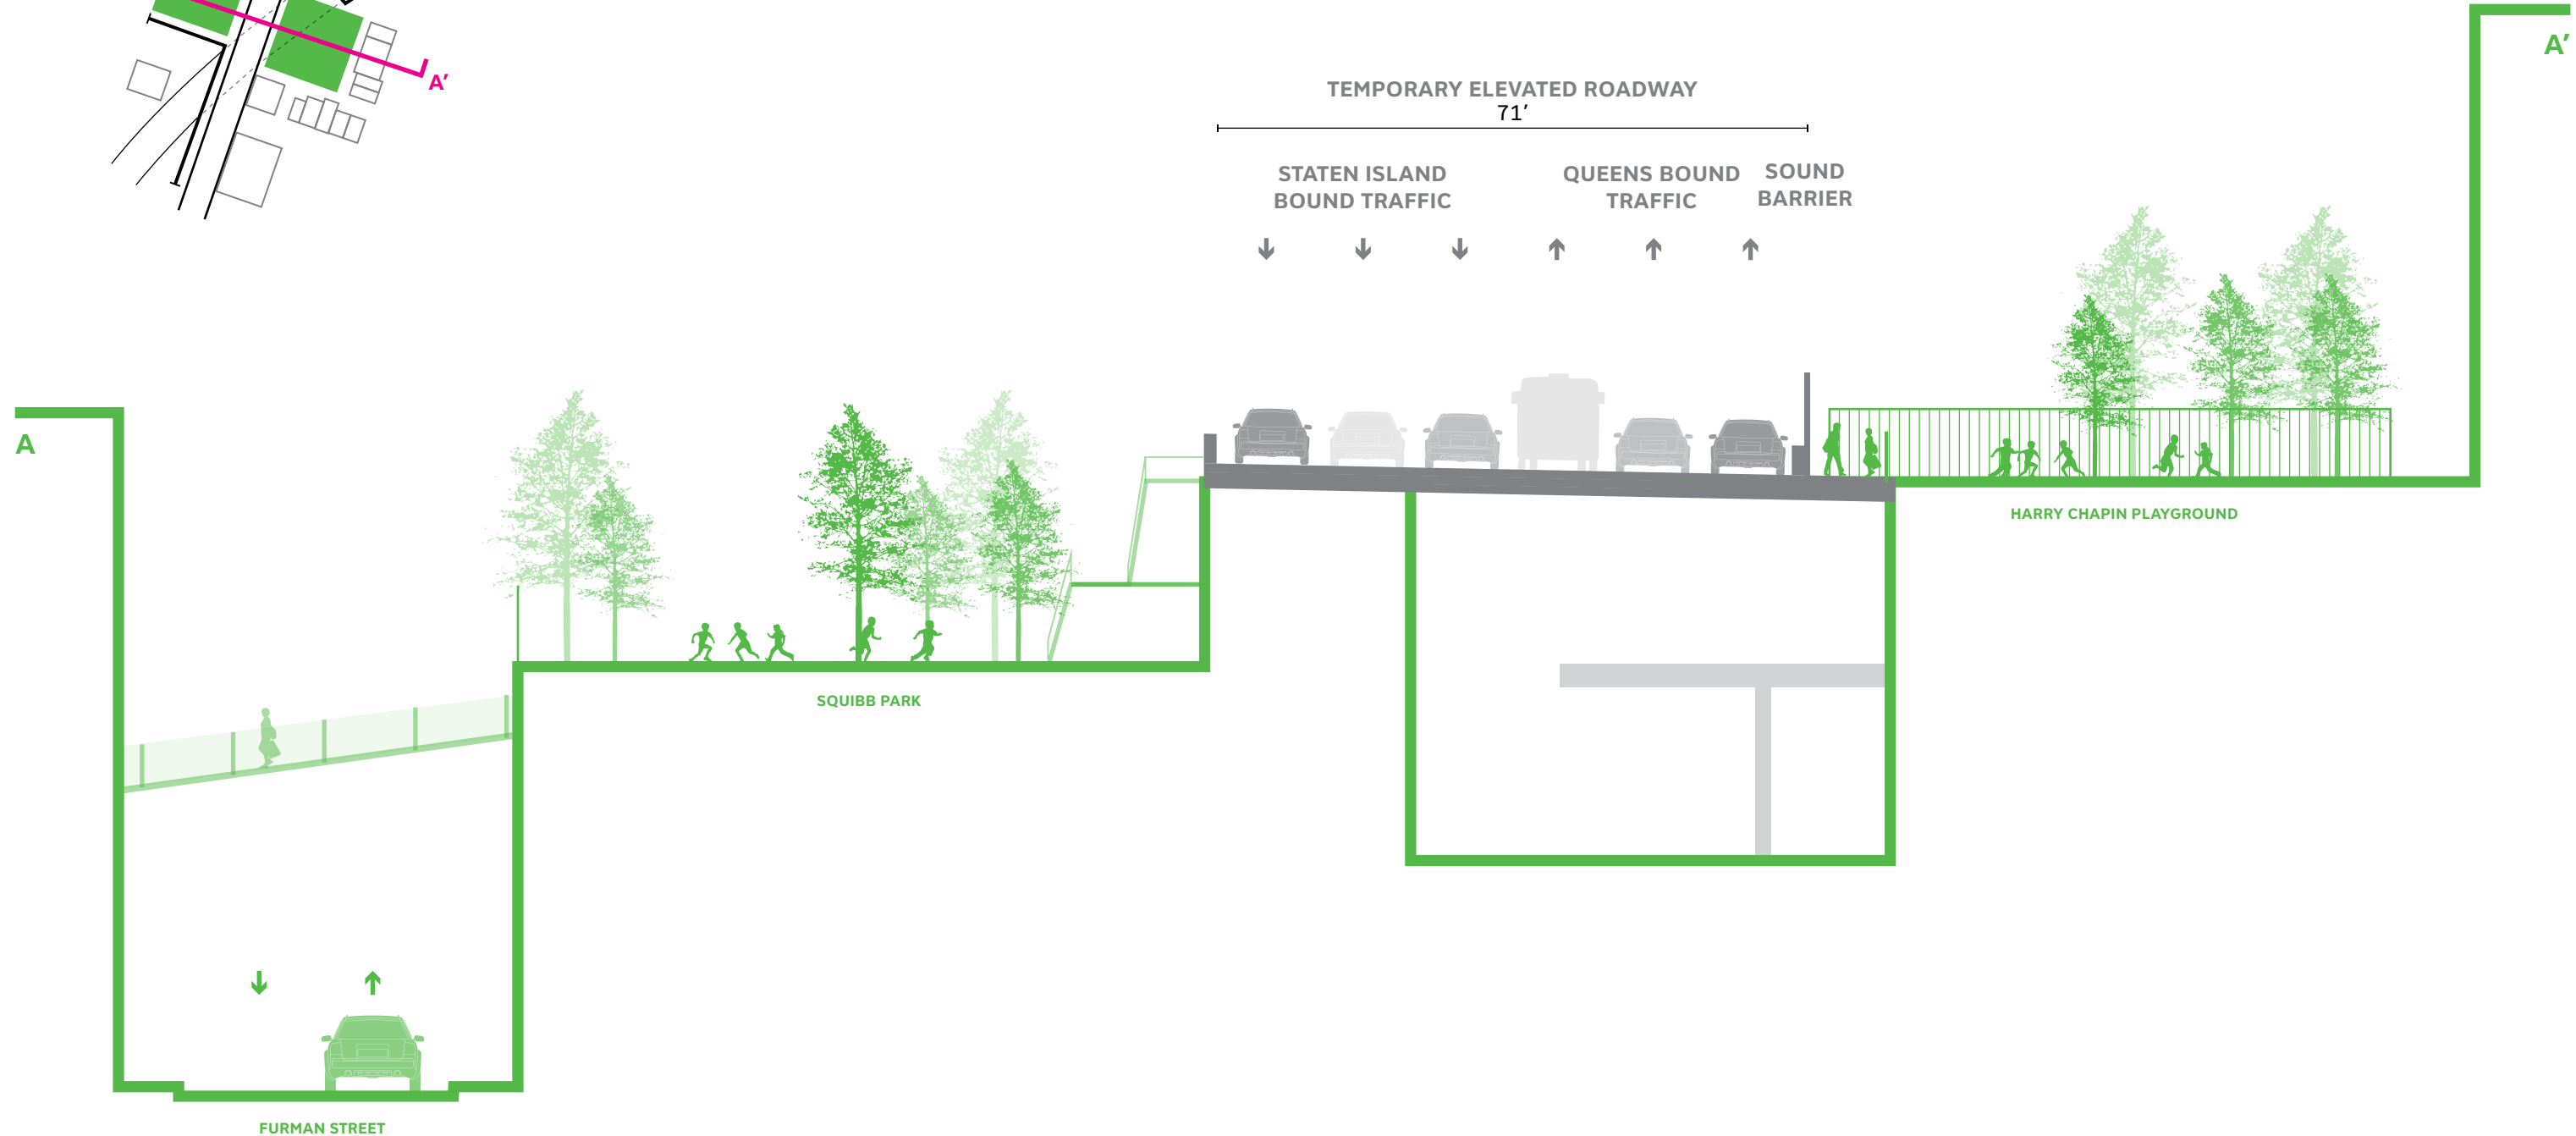 A’
A’
TEMPORARY ELEVATED ROADWAY
71’
STATEN ISLAND
BOUND TRAFFIC
QUEENS BOUND
TRAFFIC
SOUND
BARRIER
A
HARRY CHAPIN PLAYGROUND
SQUIBB PARK
FURMAN STREET